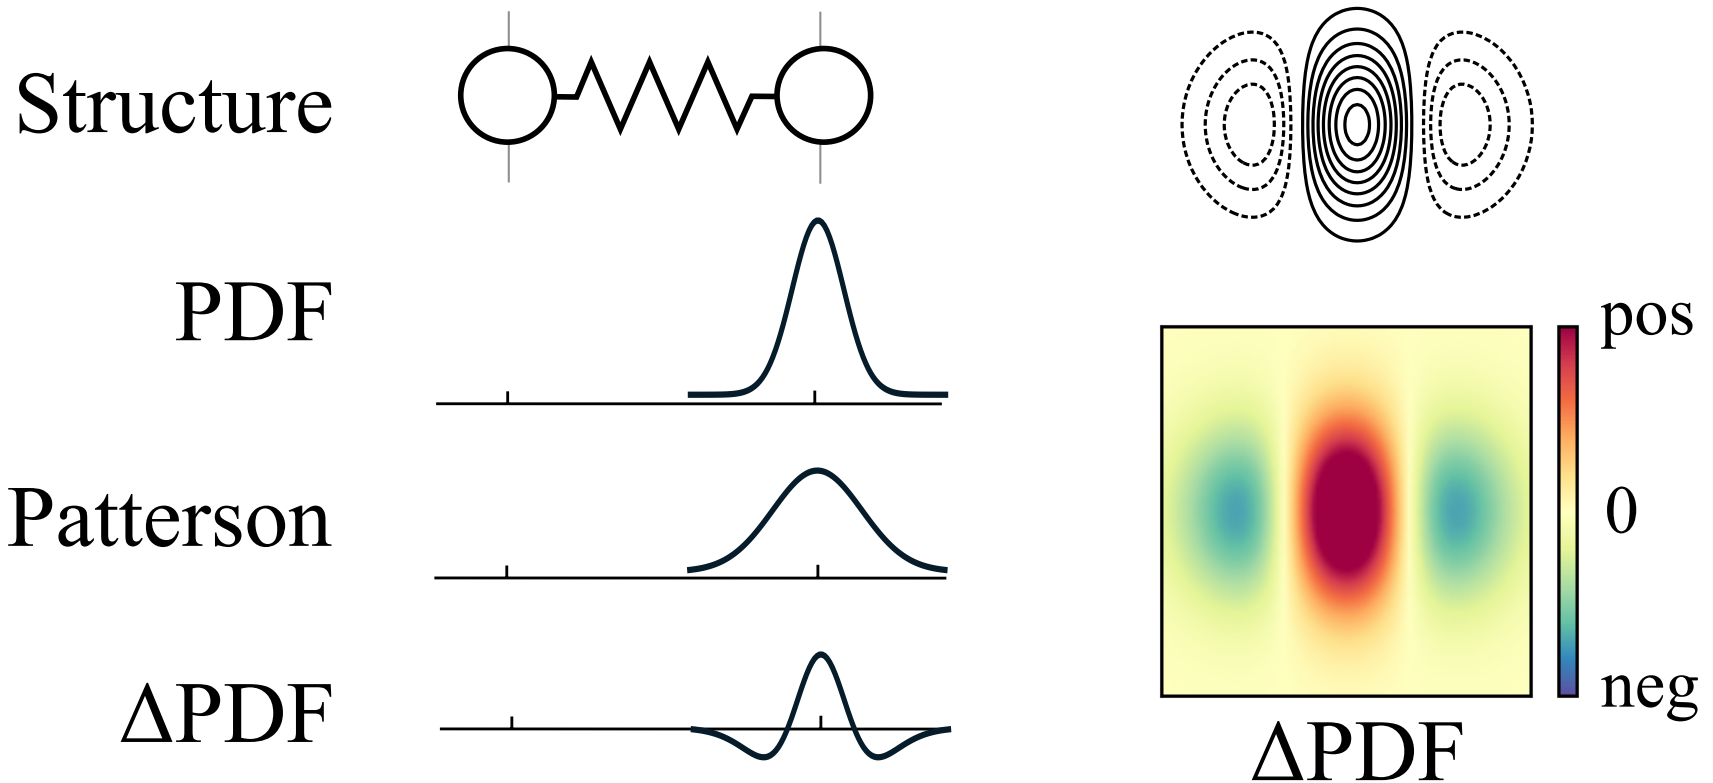 Structure
PDF
Patterson
ΔPDF
pos
0
neg
ΔPDF